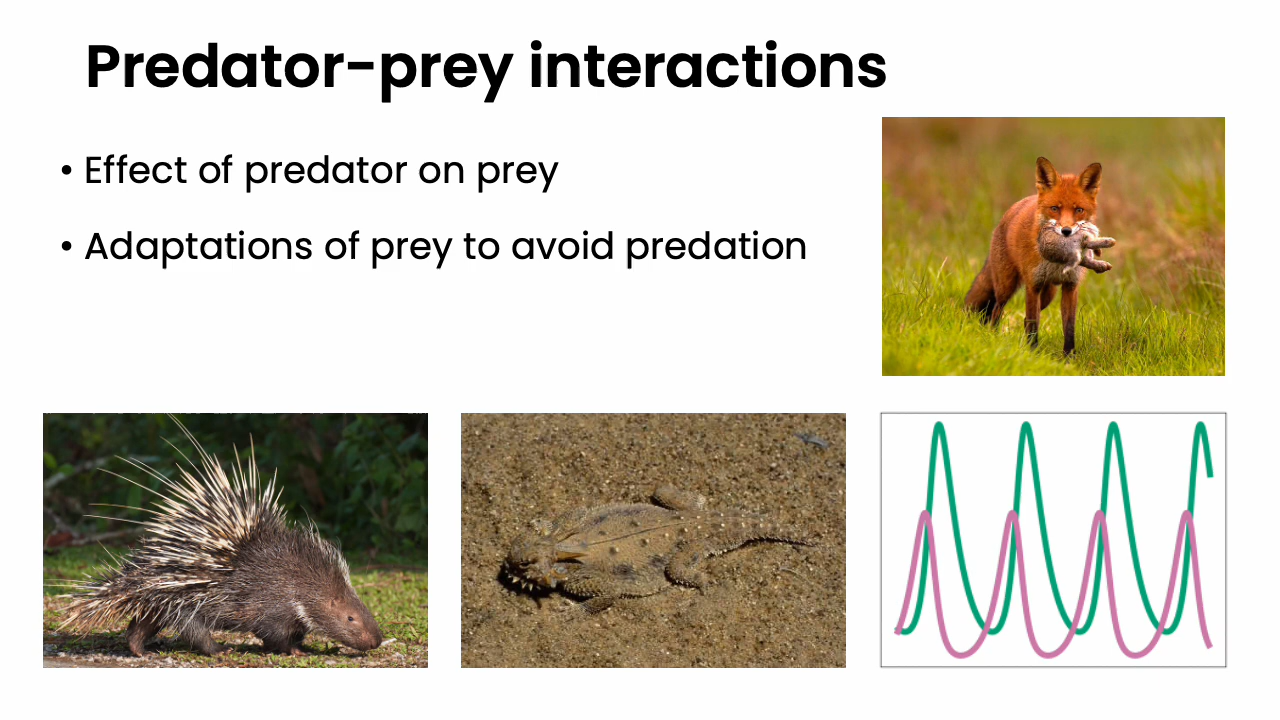 Predator-prey interactions
• Effect of predator on prey
• Adaptations of prey to avoid predation